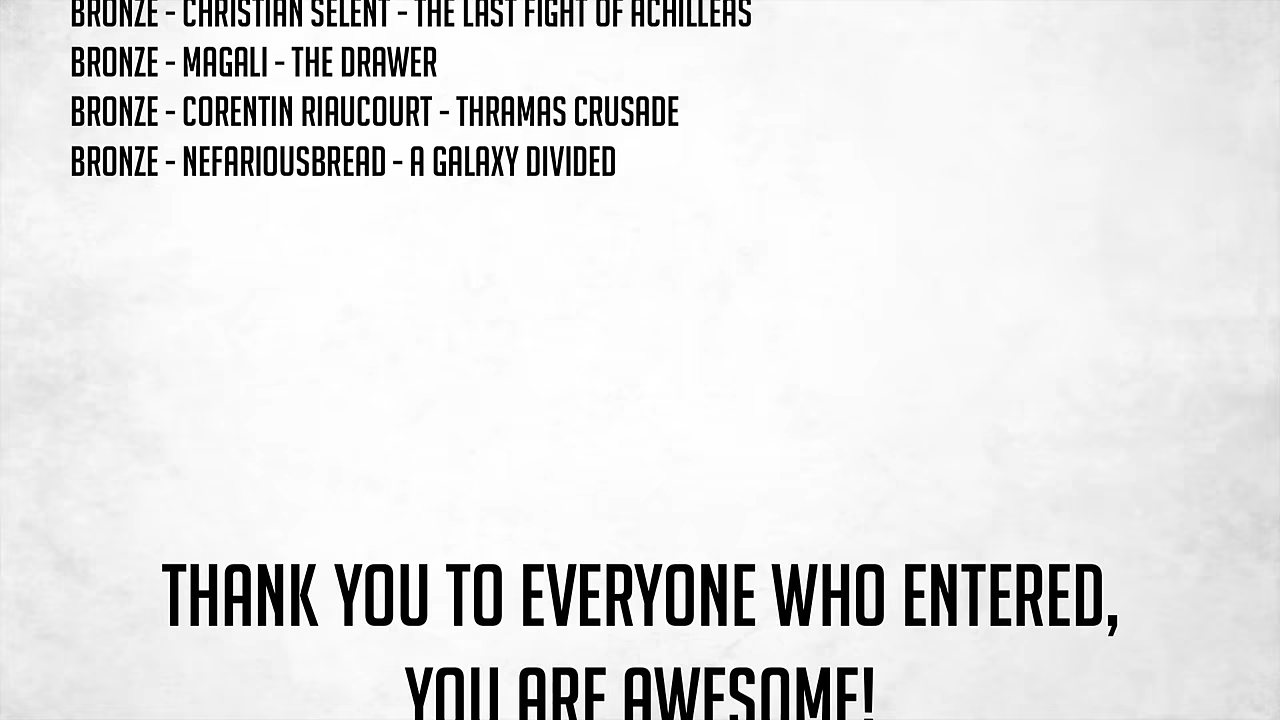 BRONZE - CHRISTIAN SELENT - THE LAST FIGHT OF ACHILLEAS
BRONZE - MAGALI - THE DRAWER
BRONZE - CORENTIN RIAUCOURT - THRAMAS CRUSADE
BRONZE - NEFARIOUSBREAD - A GALAXY DIVIDED
THANK YOU TO EVERYONE WHO ENTERED,
YOU ARE AWESOME!